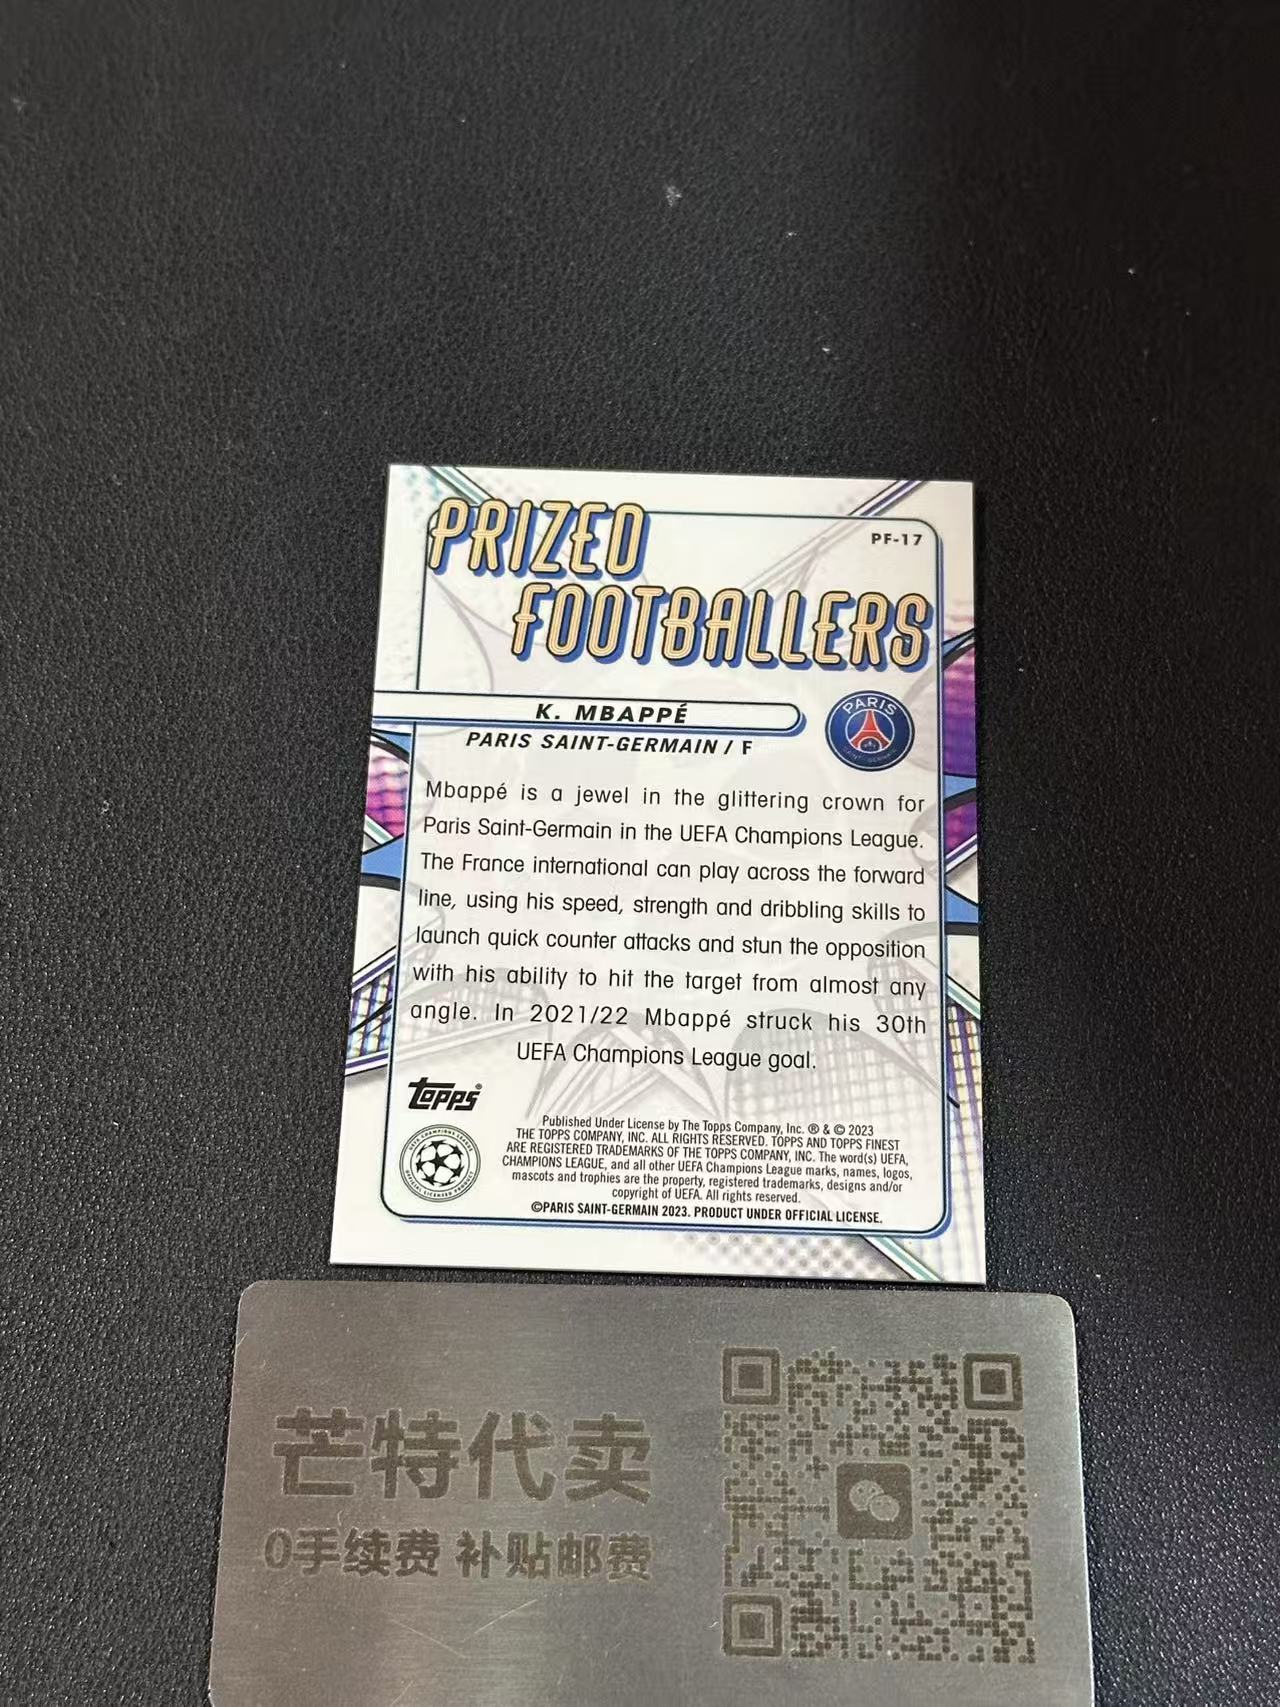 PRIZED
FOOTBALLERS
PF-17
K. MBAPPÉ
PARIS SAINT-GERMAIN / F
PARIS
SAINT-GERMAIN
Mbappé is a jewel in the glittering crown for
Paris Saint-Germain in the UEFA Champions League.
The France international can play across the forward
line, using his speed, strength and dribbling skills to
launch quick counter attacks and stun the opposition
with his ability to hit the target from almost any
angle. In 2021/22 Mbappé struck his 30th
UEFA Champions League goal.
topps®
UEFA CHAMPIONS LEAGUE
OFFICIAL LICENSED PRODUCT
Published Under License by The Topps Company, Inc. ® & © 2023
THE TOPPS COMPANY, INC. ALL RIGHTS RESERVED. TOPPS AND TOPPS FINEST
ARE REGISTERED TRADEMARKS OF THE TOPPS COMPANY, INC. The word(s) UEFA,
CHAMPIONS LEAGUE, and all other UEFA Champions League marks, names, logos,
mascots and trophies are the property, registered trademarks, designs and/or
copyright of UEFA. All rights reserved.
©PARIS SAINT-GERMAIN 2023. PRODUCT UNDER OFFICIAL LICENSE.
芒特代卖
0手续费 补贴邮费